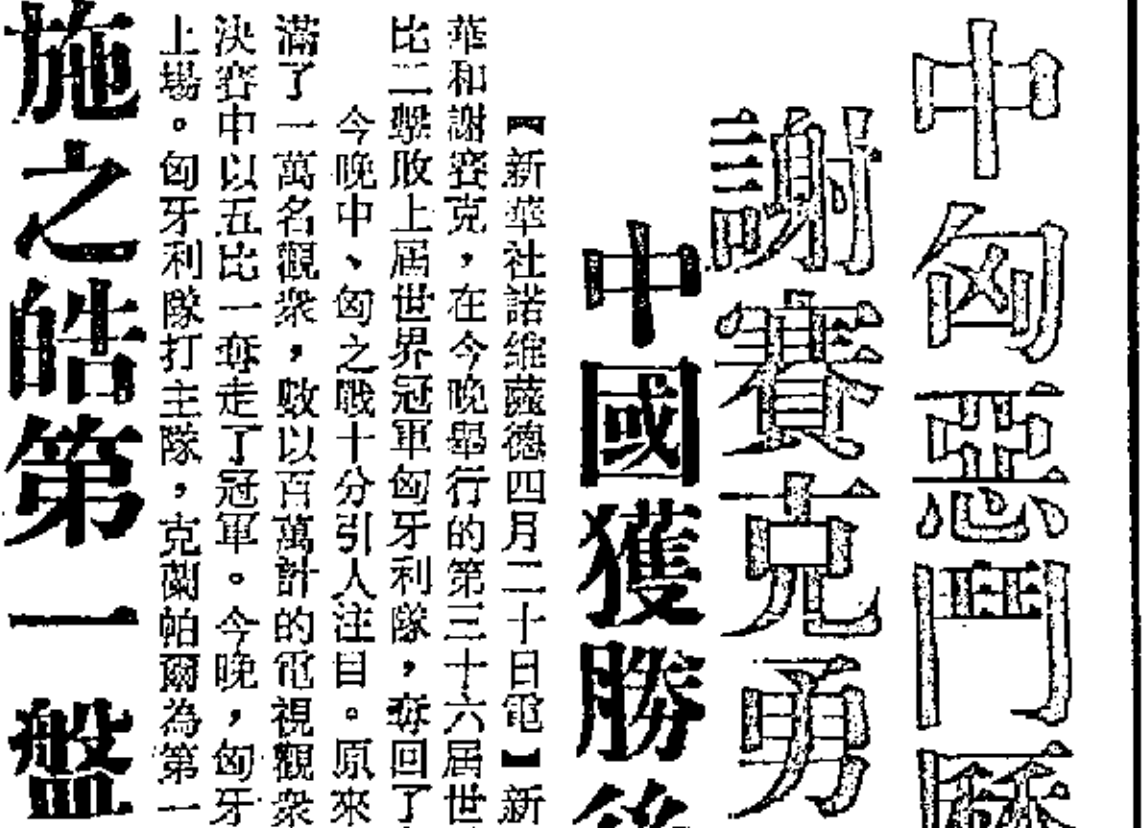 中匈惡鬥
謝賽克勇
中國獲勝後
【新華社諾維薩德四月二十日電】新
華和謝賽克，在今晚舉行的第三十六届世
比二擊敗上届世界冠軍匈牙利隊，奪回了
今晚中、匈之戰十分引人注目。原來
滿了一萬名觀衆，數以百萬計的電視觀衆
決賽中以五比一奪走了冠軍。今晚，匈牙
上場。匈牙利隊打主隊，克蘭帕爾為第一
施之皓第一盤